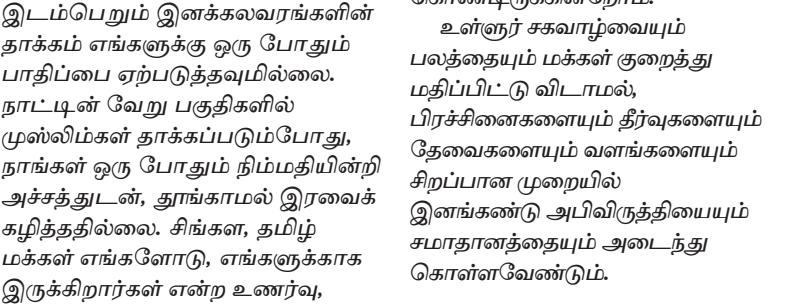 இடம்பெறும் இனக்கலவரங்களின்
தாக்கம் எங்களுக்கு ஒரு போதும்
பாதிப்பை ஏற்படுத்தவுமில்லை.
நாட்டின் வேறு பகுதிகளில்
முஸ்லிம்கள் தாக்கப்படும்போது,
நாங்கள் ஒரு போதும் நிம்மதியின்றி
அச்சத்துடன், தூங்காமல் இரவைக்
கழித்ததில்லை. சிங்கள, தமிழ்
மக்கள் எங்களோடு, எங்களுக்காக
இருக்கிறார்கள் என்ற உணர்வு,
உள்ளுர் சகவாழ்வையும்
பலத்தையும் மக்கள் குறைத்து
மதிப்பிட்டு விடாமல்,
பிரச்சினைகளையும் தீர்வுகளையும்
தேவைகளையும் வளங்களையும்
சிறப்பான முறையில்
இனங்கண்டு அபிவிருத்தியையும்
சமாதானத்தையும் அடைந்து
கொள்ளவேண்டும்.